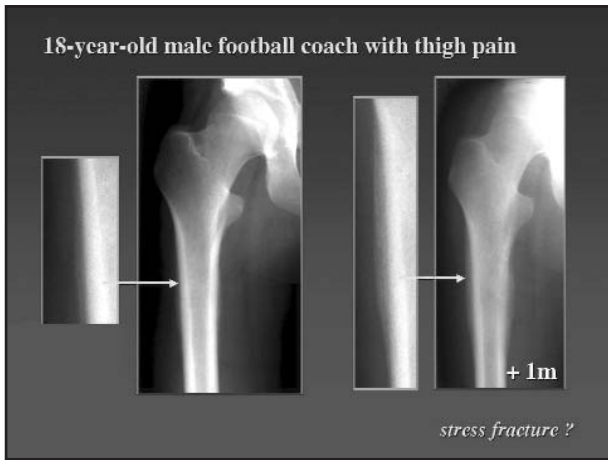 18-year-old male football coach with thigh pain
+ 1m
stress fracture ?